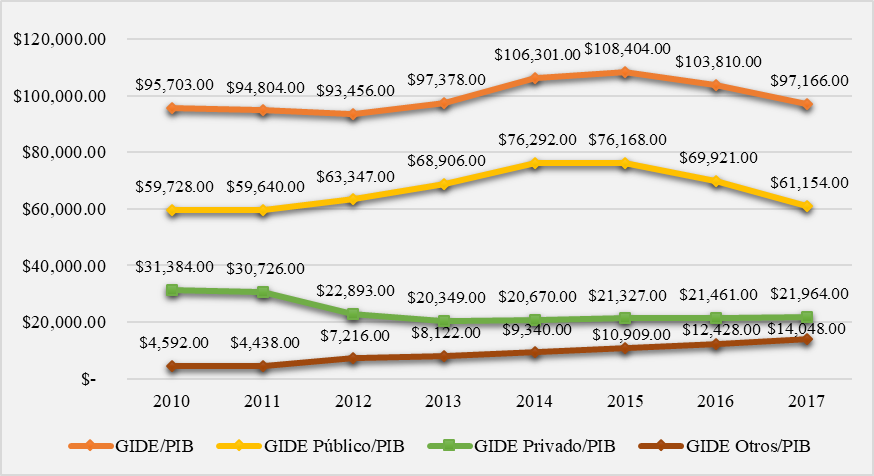 $120,000.00
$100,000.00
$80,000.00
$60,000.00
$40,000.00
$20,000.00
$-
$95,703.00 $94,804.00 $93,456.00 $97,378.00 $106,301.00 $108,404.00 $103,810.00 $97,166.00
$59,728.00 $59,640.00 $63,347.00 $68,906.00 $76,292.00 $76,168.00 $69,921.00 $61,154.00
$31,384.00 $30,726.00 $22,893.00 $20,349.00 $20,670.00 $21,327.00 $21,461.00 $21,964.00
$4,592.00 $4,438.00 $7,216.00 $8,122.00 $9,340.00 $10,909.00 $12,428.00 $14,048.00
2010 2011 2012 2013 2014 2015 2016 2017
GIDE/PIB GIDE Público/PIB GIDE Privado/PIB GIDE Otros/PIB